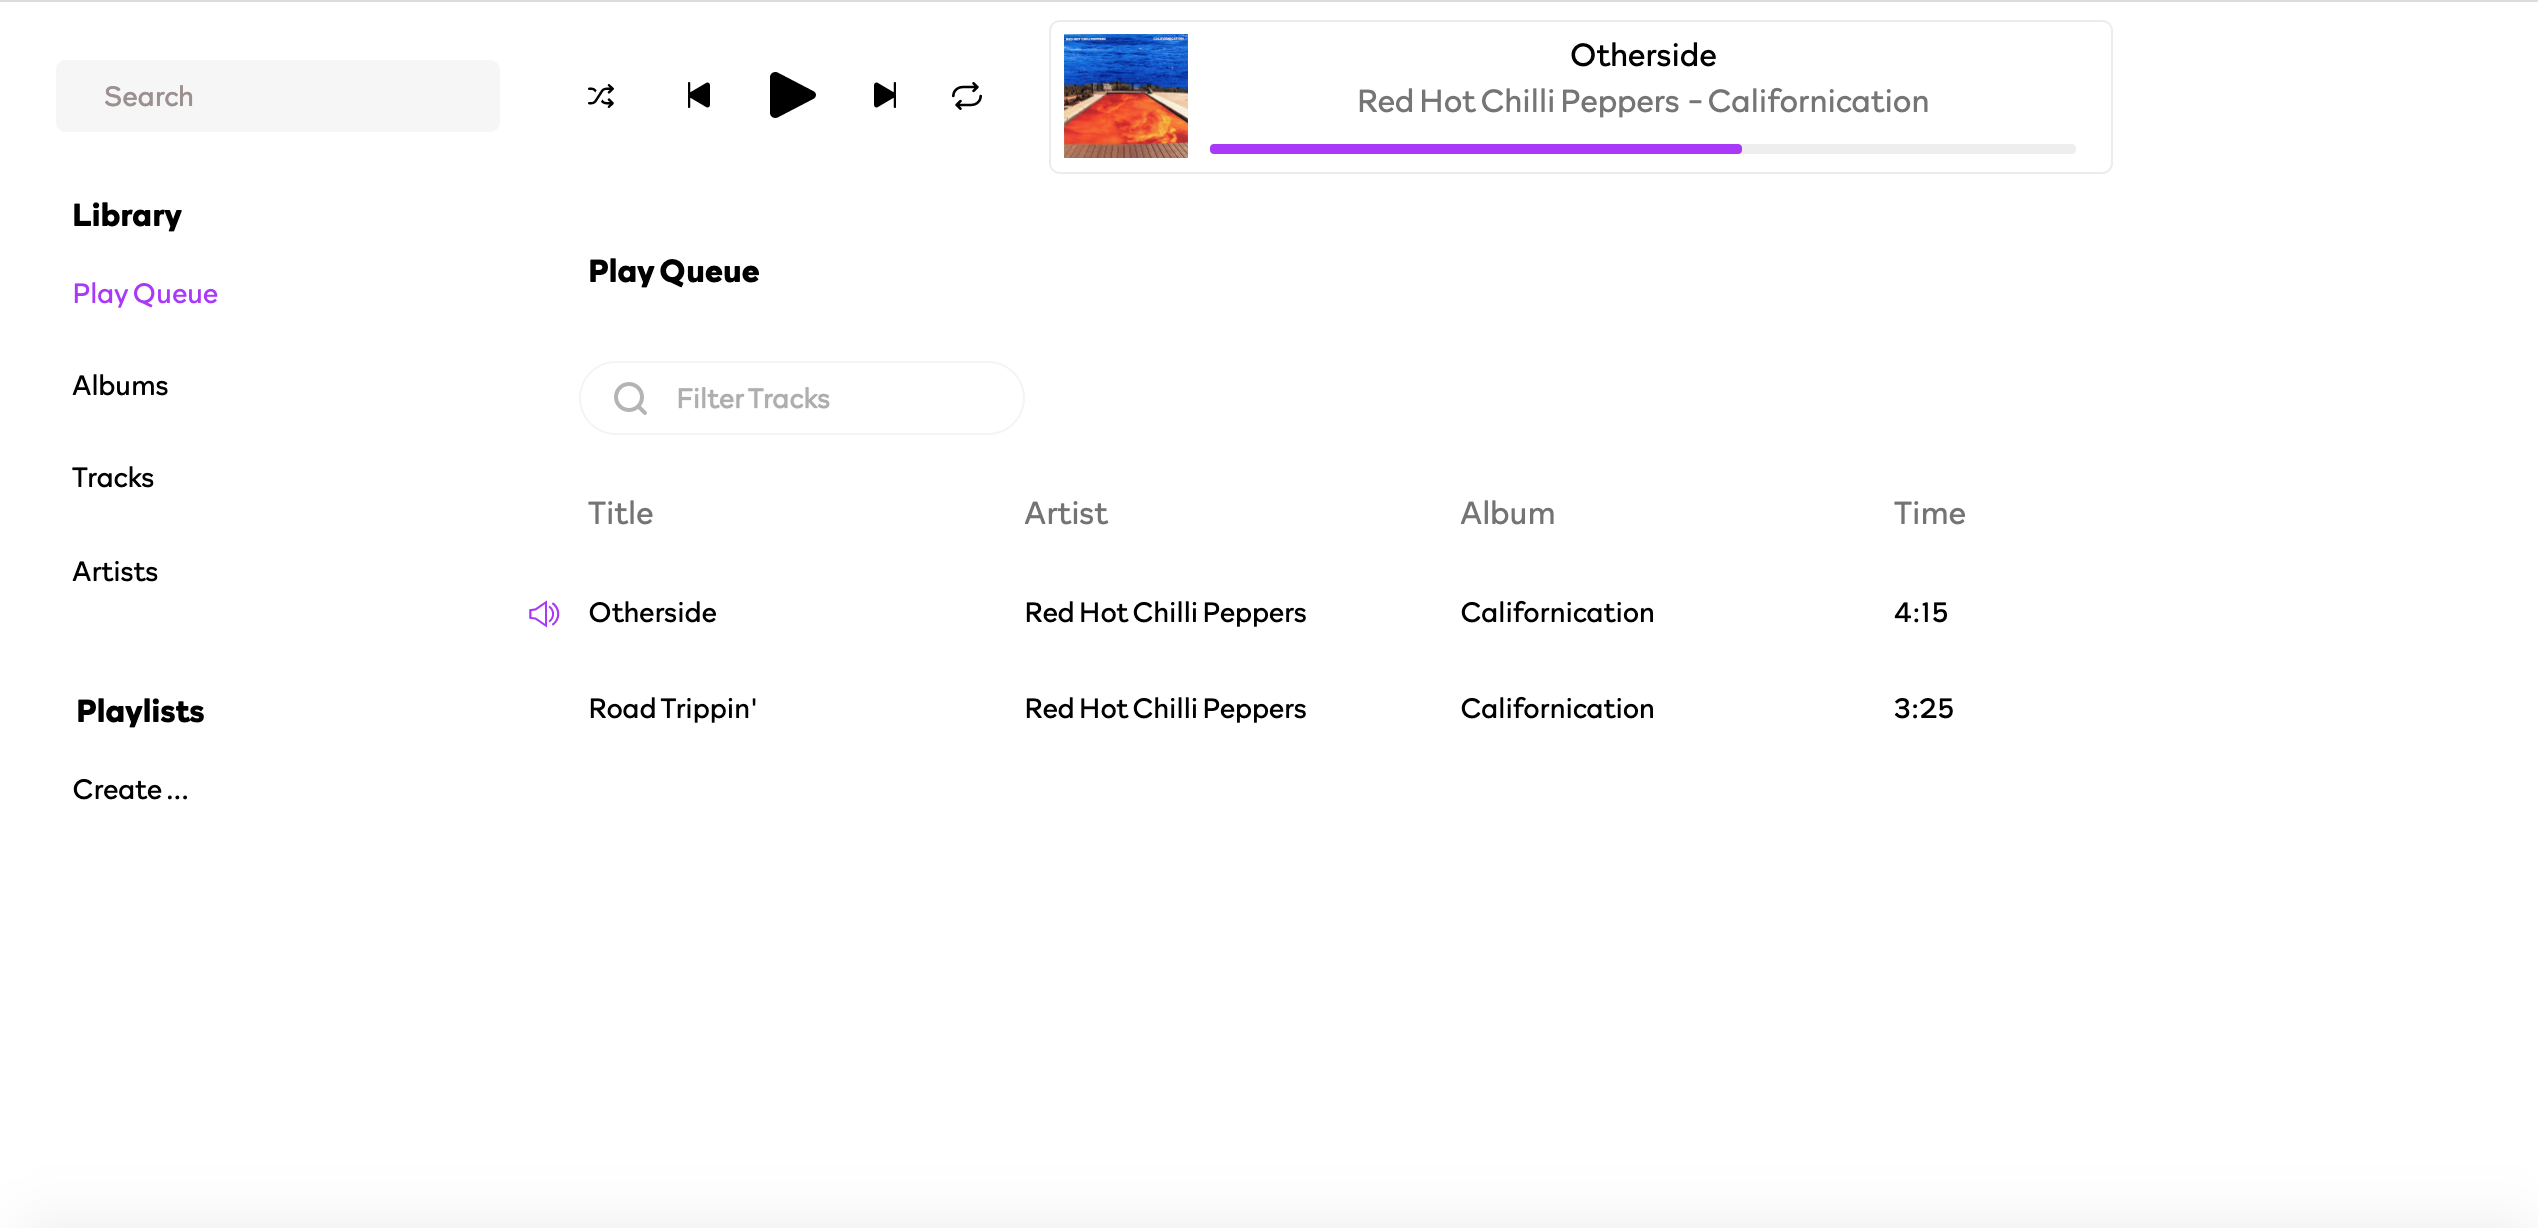 Search
Otherside
Red Hot Chilli Peppers - Californication
Library
Play Queue
Albums
Tracks
Artists
Playlists
Create ...
Play Queue
Filter Tracks
Title Artist Album Time
Otherside Red Hot Chilli Peppers Californication 4:15
Road Trippin' Red Hot Chilli Peppers Californication 3:25